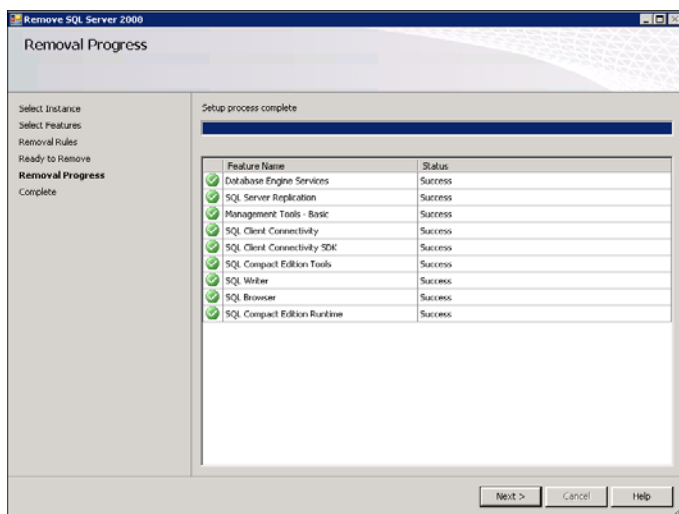 Remove SQL Server 2008
Removal Progress
Select Instance
Select Features
Removal Rules
Ready to Remove
Removal Progress
Complete
Setup process complete
Feature Name Status
Database Engine Services Success
SQL Server Replication Success
Management Tools - Basic Success
SQL Client Connectivity Success
SQL Client Connectivity SDK Success
SQL Compact Edition Tools Success
SQL Writer Success
SQL Browser Success
SQL Compact Edition Runtime Success
Next > Cancel Help